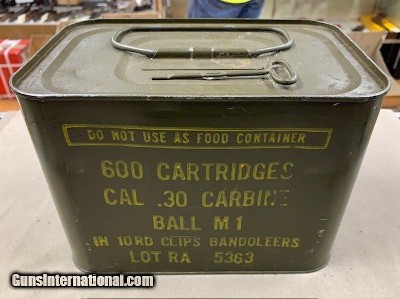 DO NOT USE AS FOOD CONTAINER
600 CARTRIDGES
CAL .30 CARBINE
BALL M1
IN 10RD CLIPS BANDOLEERS
LOT RA 5363
GunsInternational.com